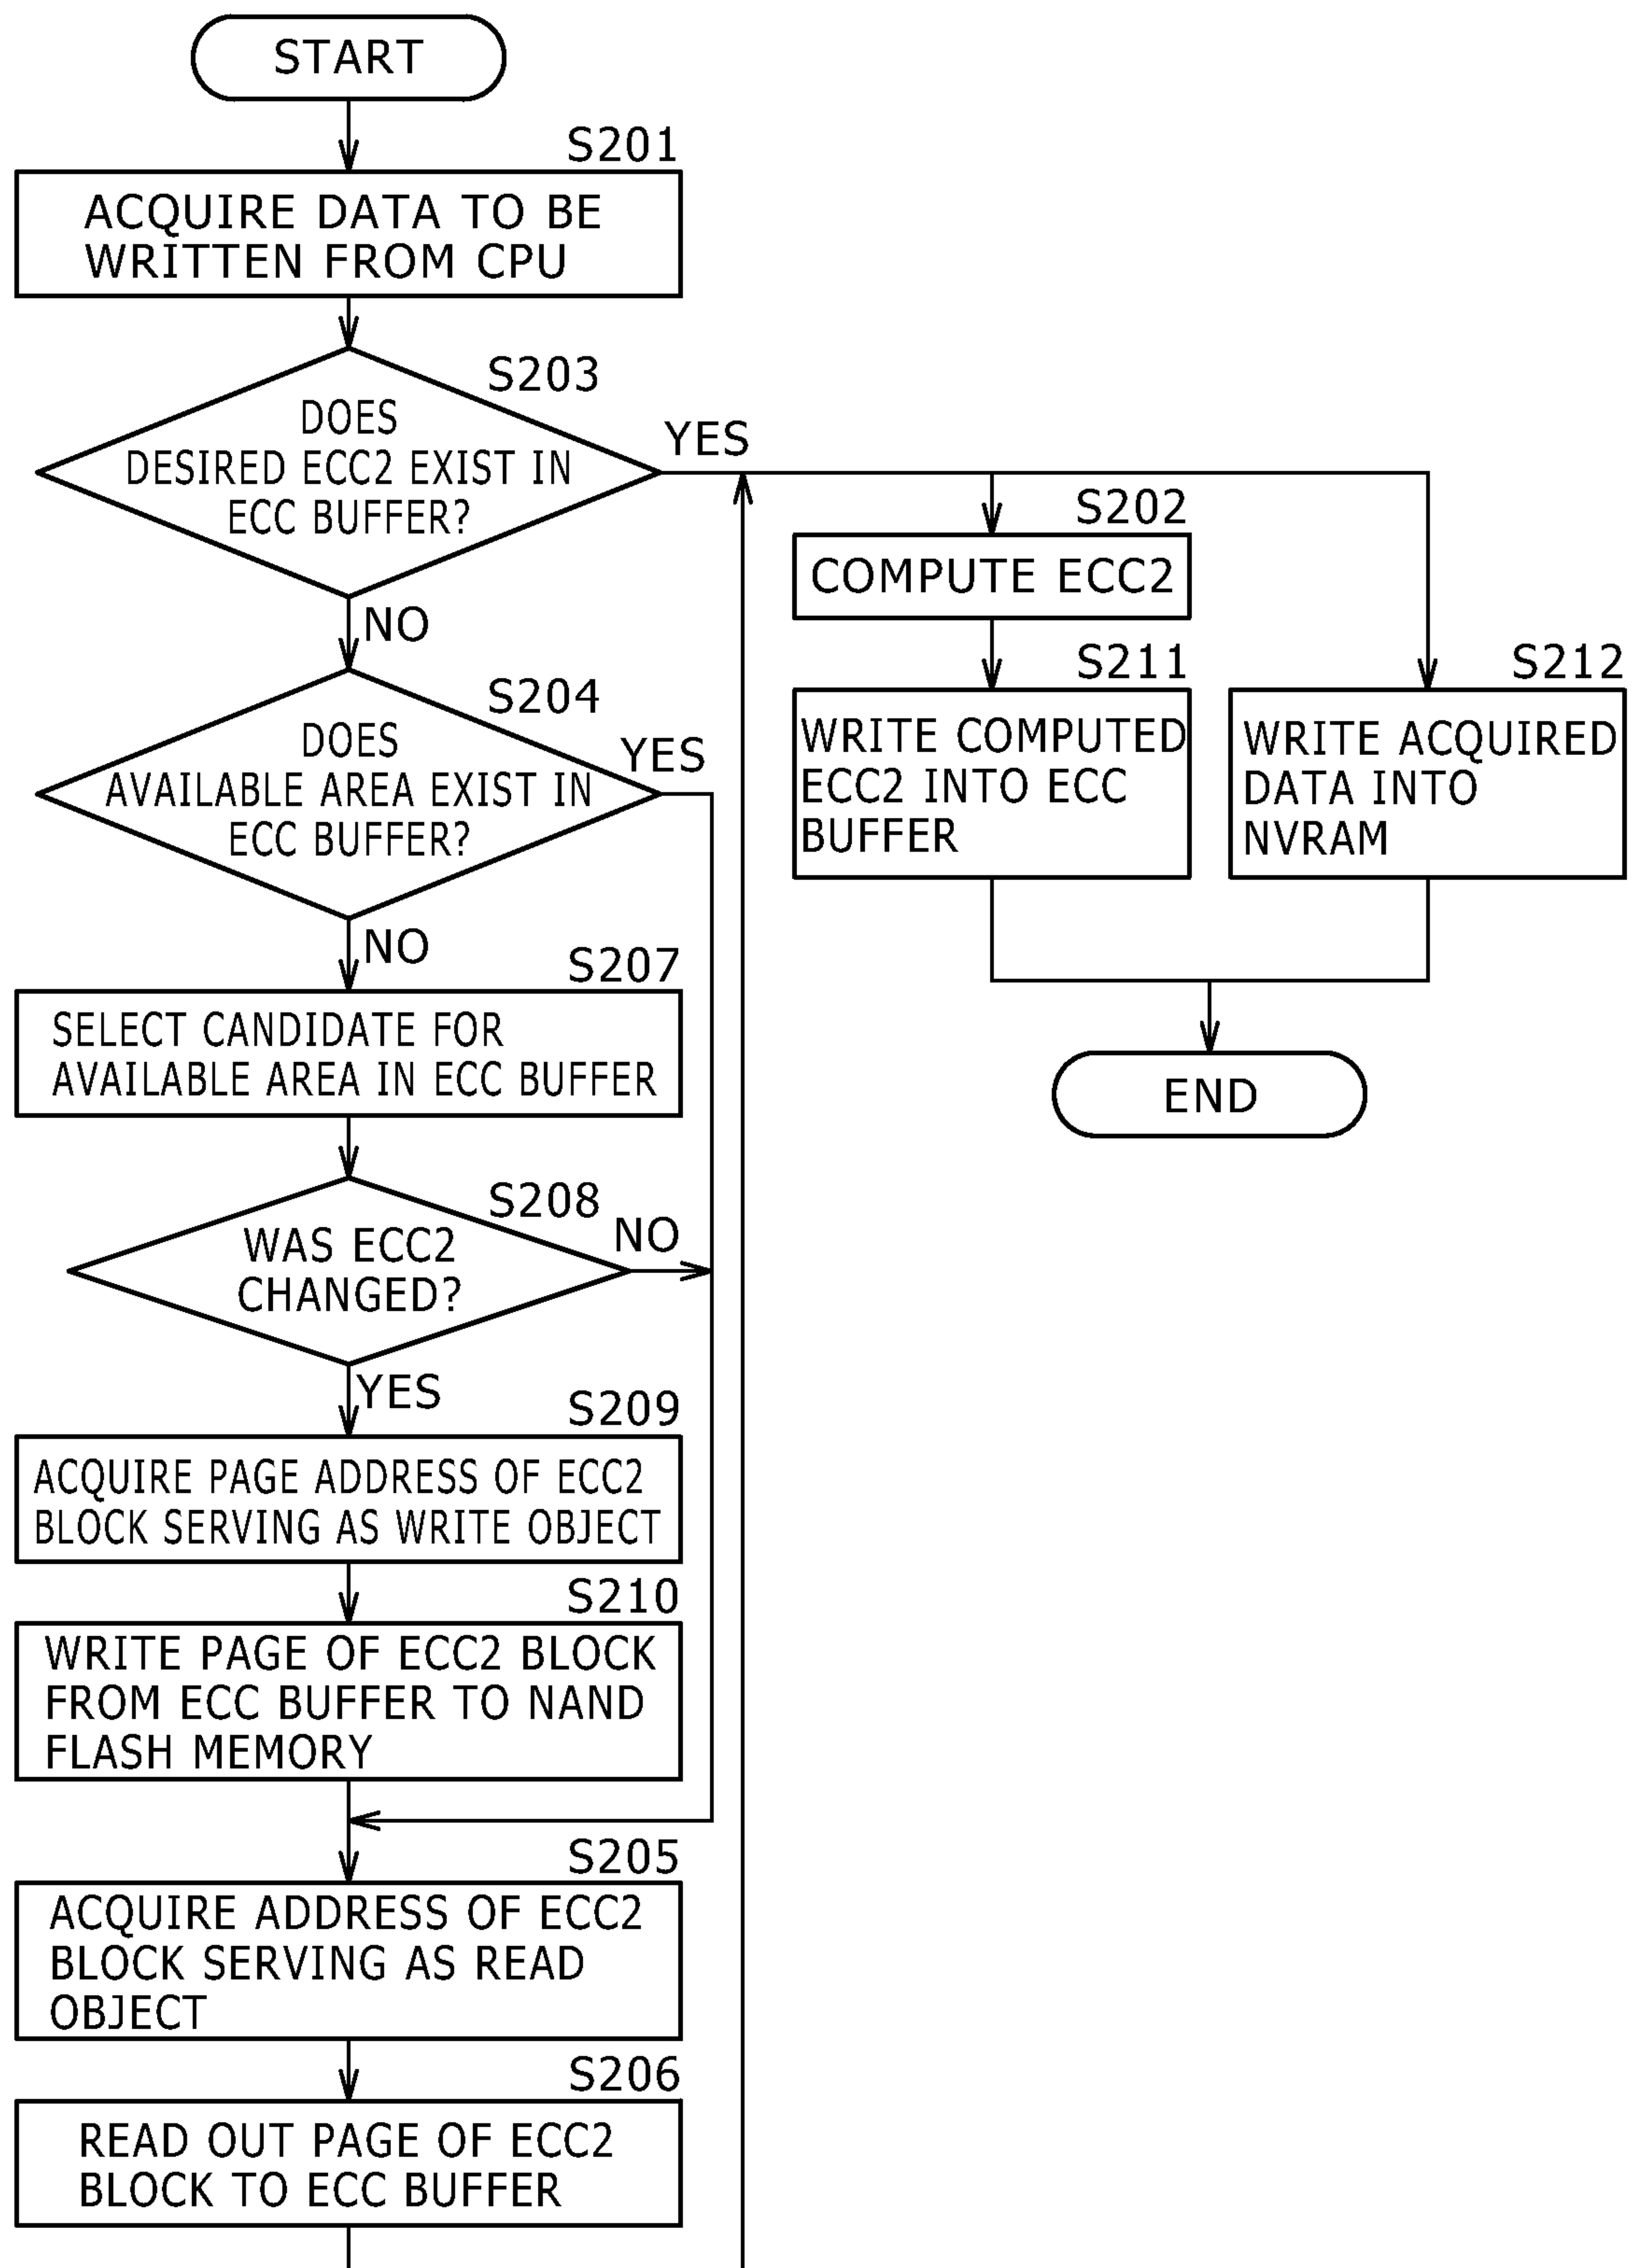 START
S201
ACQUIRE DATA TO BE
WRITTEN FROM CPU
S203
DOES
DESIRED ECC2 EXIST IN
ECC BUFFER?
YES
NO
S202
COMPUTE ECC2
S211
WRITE COMPUTED
ECC2 INTO ECC
BUFFER
S212
WRITE ACQUIRED
DATA INTO
NVRAM
END
S204
DOES
AVAILABLE AREA EXIST IN
ECC BUFFER?
YES
NO
S207
SELECT CANDIDATE FOR
AVAILABLE AREA IN ECC BUFFER
S208
WAS ECC2
CHANGED?
NO
YES
S209
ACQUIRE PAGE ADDRESS OF ECC2
BLOCK SERVING AS WRITE OBJECT
S210
WRITE PAGE OF ECC2 BLOCK
FROM ECC BUFFER TO NAND
FLASH MEMORY
S205
ACQUIRE ADDRESS OF ECC2
BLOCK SERVING AS READ
OBJECT
S206
READ OUT PAGE OF ECC2
BLOCK TO ECC BUFFER